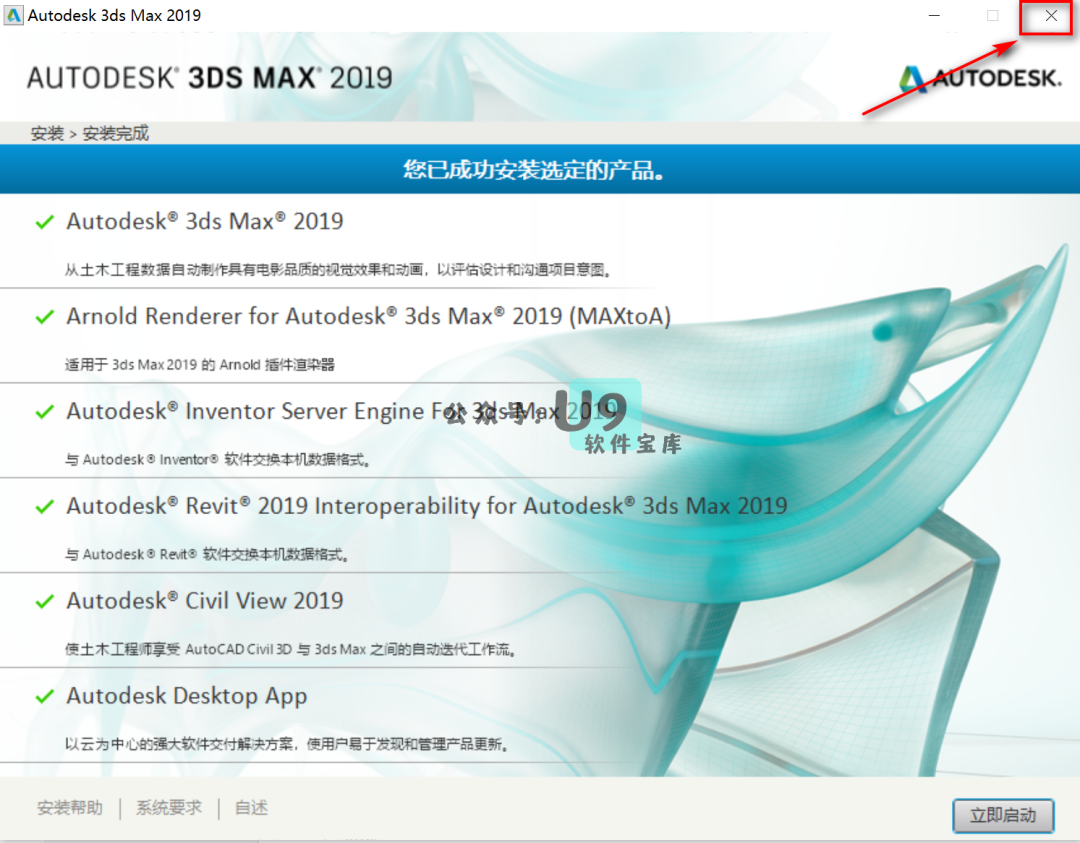 Autodesk 3ds Max 2019
AUTODESK® 3DS MAX® 2019
AUTODESK.
安装 > 安装完成
您已成功安装选定的产品。
Autodesk® 3ds Max® 2019
从土木工程数据自动制作具有电影品质的视觉效果和动画，以评估设计和沟通项目意图。
Arnold Renderer for Autodesk® 3ds Max® 2019 (MAXtoA)
适用于 3ds Max 2019 的 Arnold 插件渲染器
Autodesk® Inventor Server Engine For 3ds Max 2019
公众号：U9
软件宝库
与 Autodesk® Inventor® 软件交换本机数据格式。
Autodesk® Revit® 2019 Interoperability for Autodesk® 3ds Max 2019
与 Autodesk® Revit® 软件交换本机数据格式。
Autodesk® Civil View 2019
使土木工程师享受 AutoCAD Civil 3D 与 3ds Max 之间的自动迭代工作流。
Autodesk Desktop App
以云为中心的强大软件交付解决方案，使用户易于发现和管理产品更新。
安装帮助 | 系统要求 | 自述
立即启动